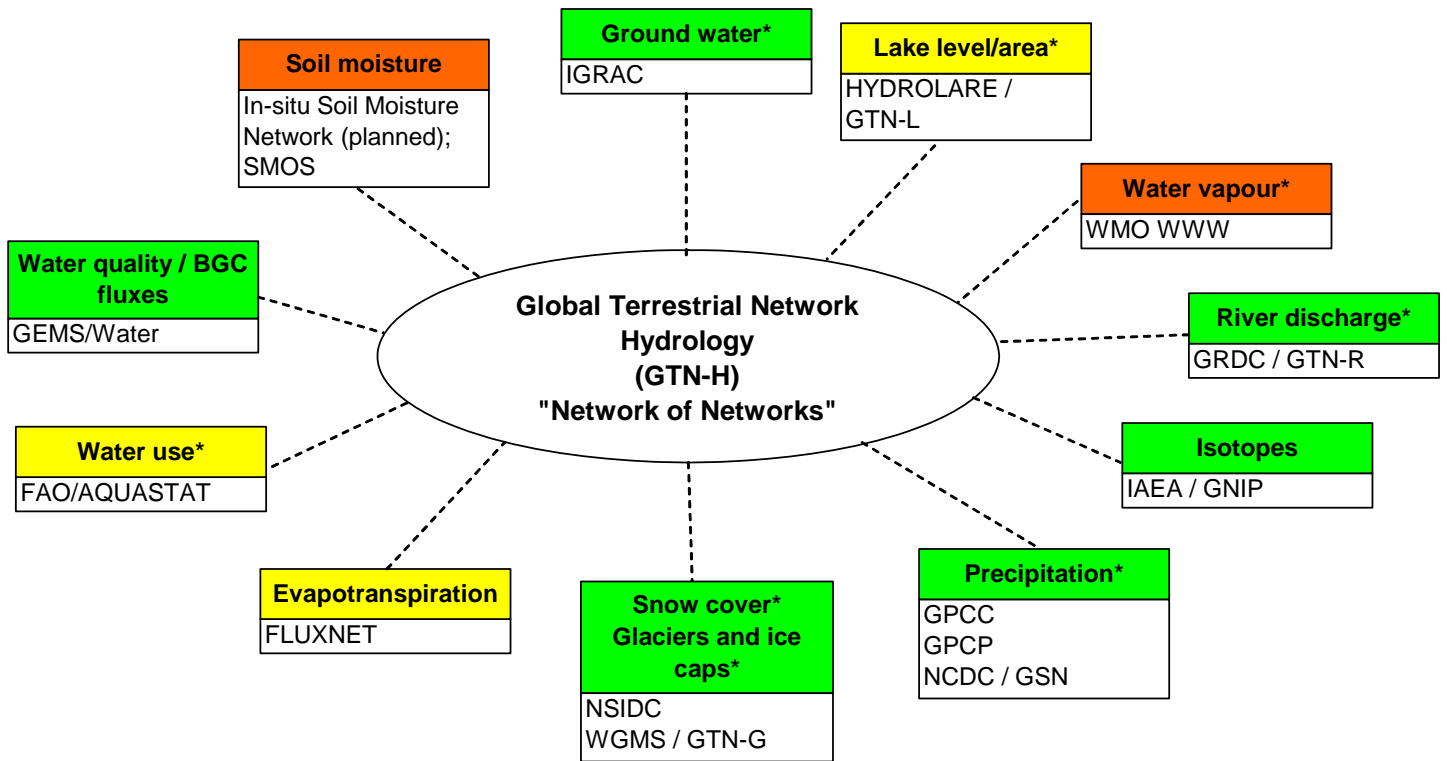 Ground water*
IGRAC
Lake level/area*
HYDROLARE /
GTN-L
Soil moisture
In-situ Soil Moisture
Network (planned);
SMOS
Water vapour*
WMO WWW
Water quality / BGC
fluxes
GEMS/Water
Global Terrestrial Network
Hydrology
(GTN-H)
"Network of Networks"
River discharge*
GRDC / GTN-R
Water use*
FAO/AQUASTAT
Isotopes
IAEA / GNIP
Evapotranspiration
FLUXNET
Snow cover*
Glaciers and ice
caps*
NSIDC
WGMS / GTN-G
Precipitation*
GPCC
GPCP
NCDC / GSN